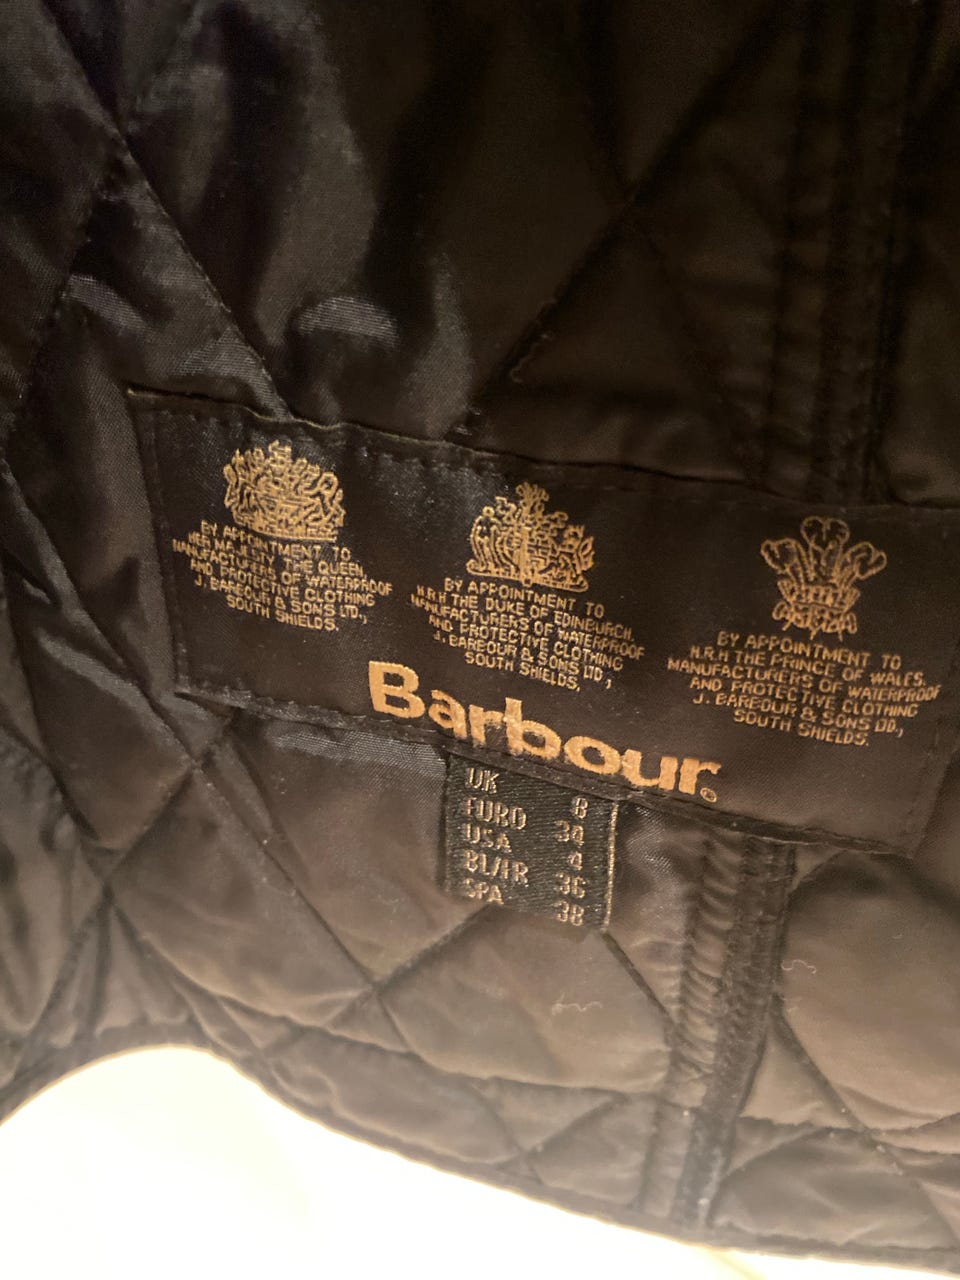 BY APPOINTMENT TO
HER MAJESTY THE QUEEN
MANUFACTURERS OF WATERPROOF
AND PROTECTIVE CLOTHING
J. BARBOUR & SONS LTD.,
SOUTH SHIELDS.
BY APPOINTMENT TO
H.R.H THE DUKE OF EDINBURGH.
MANUFACTURERS OF WATERPROOF
AND PROTECTIVE CLOTHING
J. BARBOUR & SONS LTD,
SOUTH SHIELDS.
BY APPOINTMENT TO
H.R.H THE PRINCE OF WALES.
MANUFACTURERS OF WATERPROOF
AND PROTECTIVE CLOTHING
J. BARBOUR & SONS LTD.,
SOUTH SHIELDS.
Barbour®
UK 8
EURO 34
USA 4
BL/FR 36
SPA 38